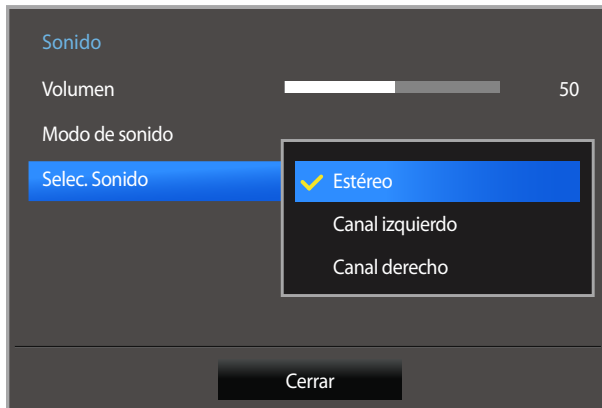 Sonido
Volumen 50
Modo de sonido
Selec. Sonido Estéreo
Canal izquierdo
Canal derecho
Cerrar